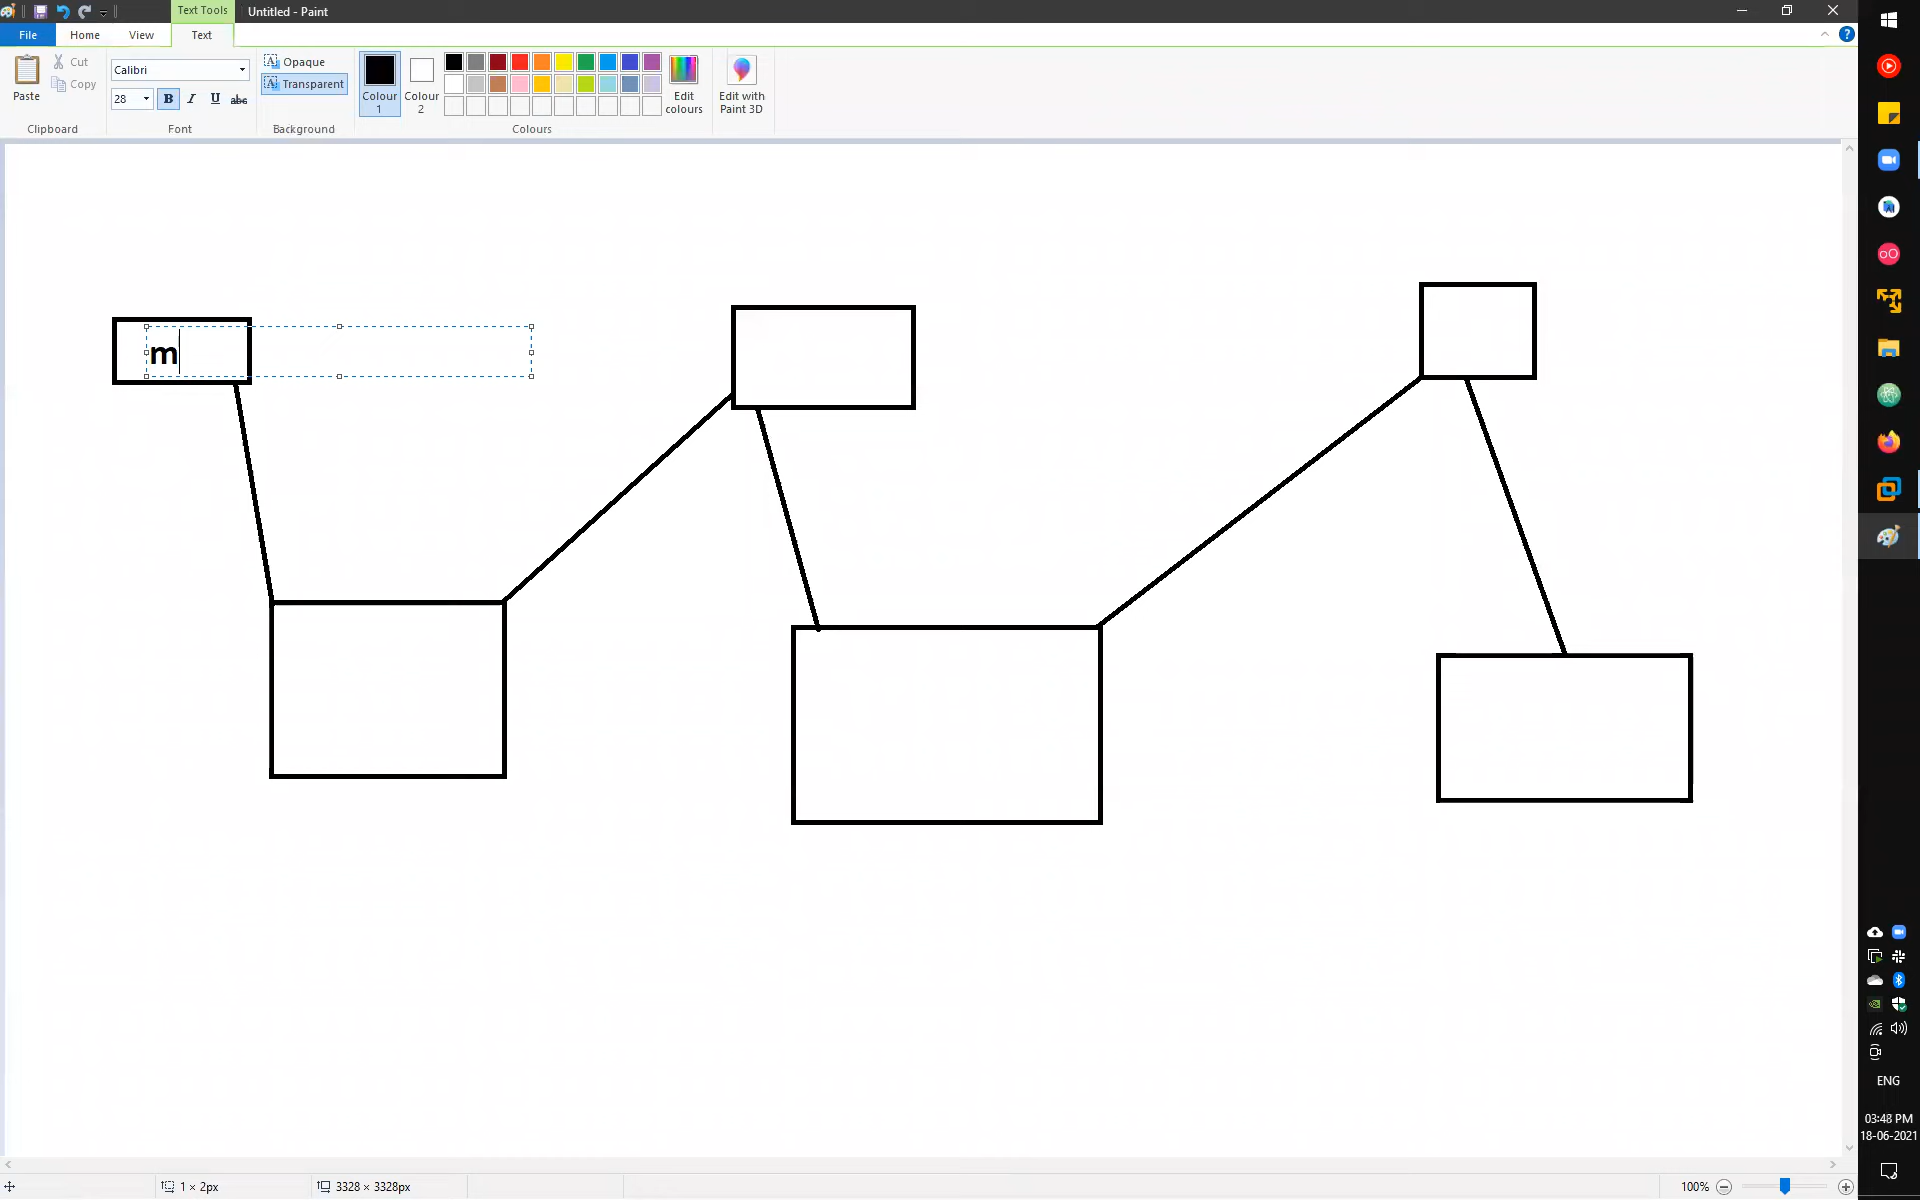 Text Tools
Untitled - Paint
File
Home
View
Text
Paste
Cut
Copy
Clipboard
Calibri
28
B I U abc
Font
Opaque
Transparent
Background
Colour 1
Colour 2
Edit colours
Colours
Edit with Paint 3D
m
1 × 2px
3328 × 3328px
100%
ENG
03:48 PM
18-06-2021